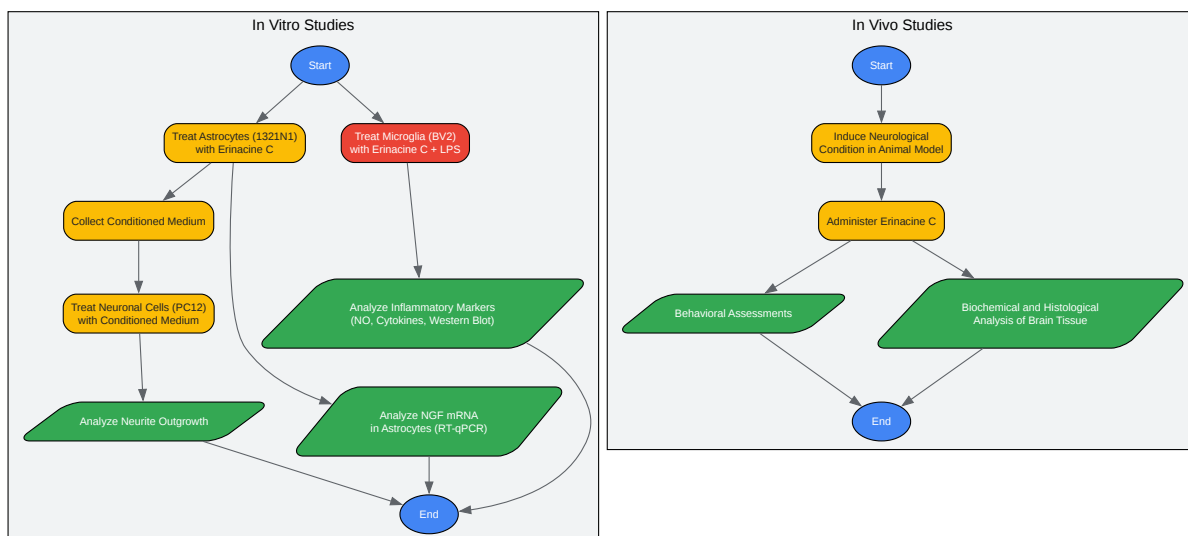 In Vitro Studies
Start
Treat Astrocytes (1321N1)
with Erinacine C
Treat Microglia (BV2)
with Erinacine C + LPS
Collect Conditioned Medium
Treat Neuronal Cells (PC12)
with Conditioned Medium
Analyze Inflammatory Markers
(NO, Cytokines, Western Blot)
Analyze Neurite Outgrowth
Analyze NGF mRNA
in Astrocytes (RT-qPCR)
End
In Vivo Studies
Start
Induce Neurological
Condition in Animal Model
Administer Erinacine C
Behavioral Assessments
Biochemical and Histological
Analysis of Brain Tissue
End